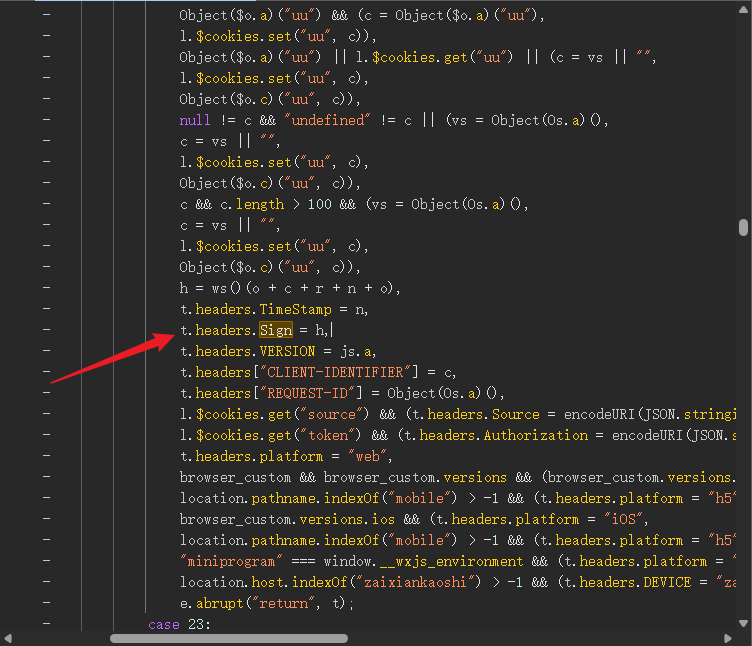 Object($o.a)("uu") && (c = Object($o.a)("uu"),
l.$cookies.set("uu", c)),
Object($o.a)("uu") || l.$cookies.get("uu") || (c = vs || "",
l.$cookies.set("uu", c),
Object($o.c)("uu", c)),
null != c && "undefined" != c || (vs = Object(Os.a)(),
c = vs || "",
l.$cookies.set("uu", c),
Object($o.c)("uu", c)),
c && c.length > 100 && (vs = Object(Os.a)(),
c = vs || "",
l.$cookies.set("uu", c),
Object($o.c)("uu", c)),
h = ws()(o + c + r + n + o),
t.headers.TimeStamp = n,
t.headers.Sign = h,
t.headers.VERSION = js.a,
t.headers["CLIENT-IDENTIFIER"] = c,
t.headers["REQUEST-ID"] = Object(Os.a)(),
l.$cookies.get("source") && (t.headers.Source = encodeURI(JSON.stringi
l.$cookies.get("token") && (t.headers.Authorization = encodeURI(JSON.s
t.headers.platform = "web",
browser_custom && browser_custom.versions && (browser_custom.versions.
location.pathname.indexOf("mobile") > -1 && (t.headers.platform = "h5"
browser_custom.versions.ios && (t.headers.platform = "iOS",
location.pathname.indexOf("mobile") > -1 && (t.headers.platform = "h5"
"miniprogram" === window.__wxjs_environment && (t.headers.platform = "
location.host.indexOf("zaixiankaoshi") > -1 && (t.headers.DEVICE = "za
e.abrupt("return", t);
case 23: